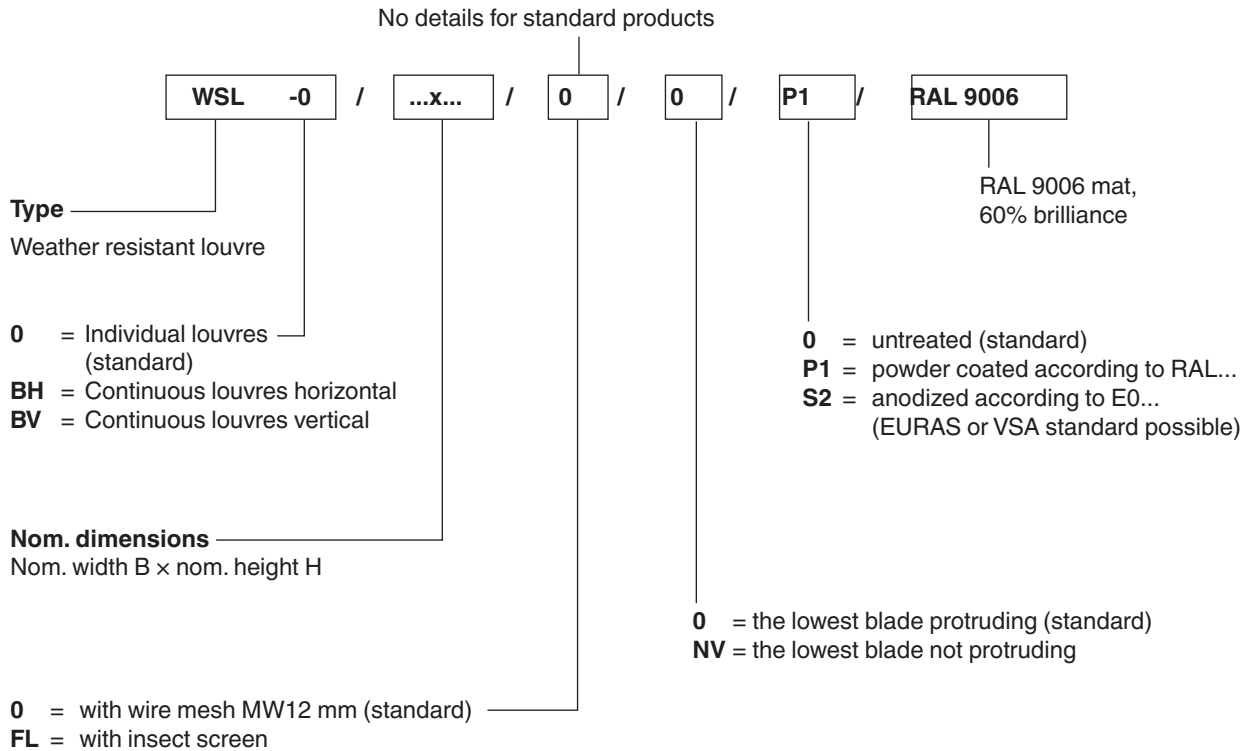 No details for standard products
WSL -0 / ...x... / 0 / 0 / P1 / RAL 9006
RAL 9006 mat,
60% brilliance
Type
Weather resistant louvre
0 = Individual louvres
(standard)
BH = Continuous louvres horizontal
BV = Continuous louvres vertical
0 = untreated (standard)
P1 = powder coated according to RAL...
S2 = anodized according to E0...
(EURAS or VSA standard possible)
Nom. dimensions
Nom. width B × nom. height H
0 = the lowest blade protruding (standard)
NV = the lowest blade not protruding
0 = with wire mesh MW12 mm (standard)
FL = with insect screen